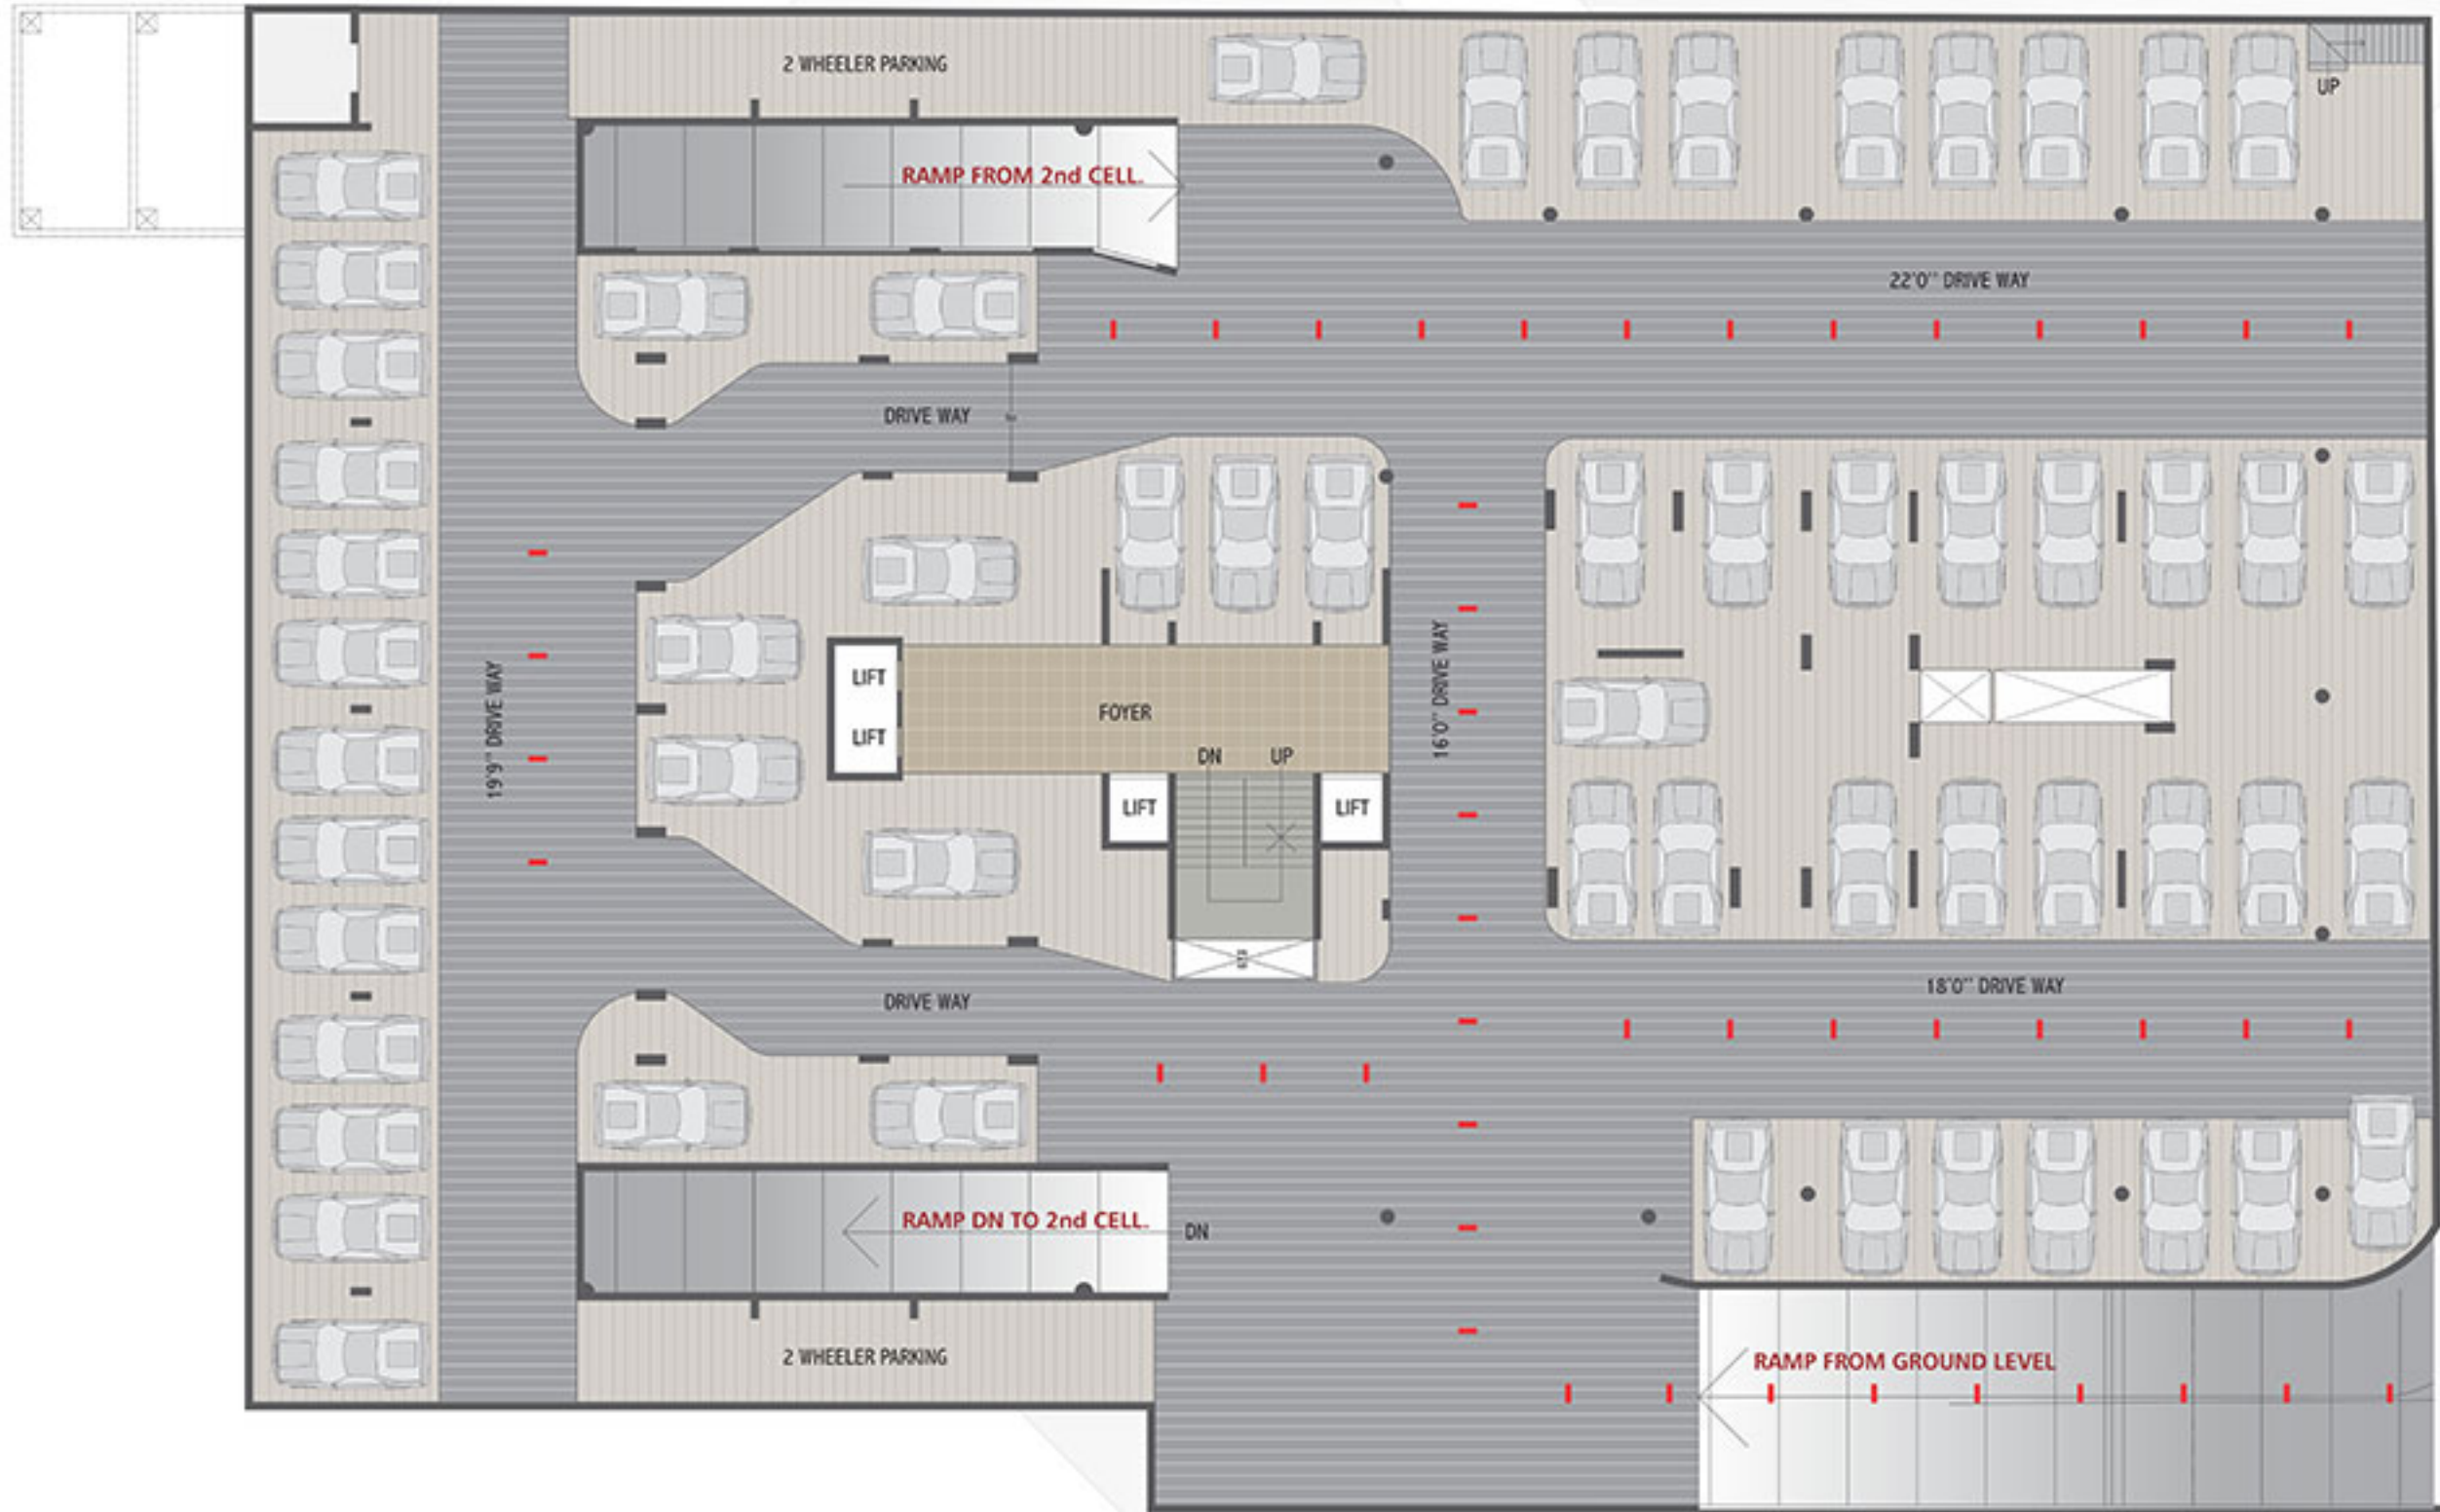 2 WHEELER PARKING
UP
RAMP FROM 2nd CELL.
22'0'' DRIVE WAY
DRIVE WAY
19'9'' DRIVE WAY
LIFT
LIFT
FOYER
16'0'' DRIVE WAY
DN
UP
LIFT
LIFT
DRIVE WAY
18'0'' DRIVE WAY
RAMP DN TO 2nd CELL.
DN
2 WHEELER PARKING
RAMP FROM GROUND LEVEL